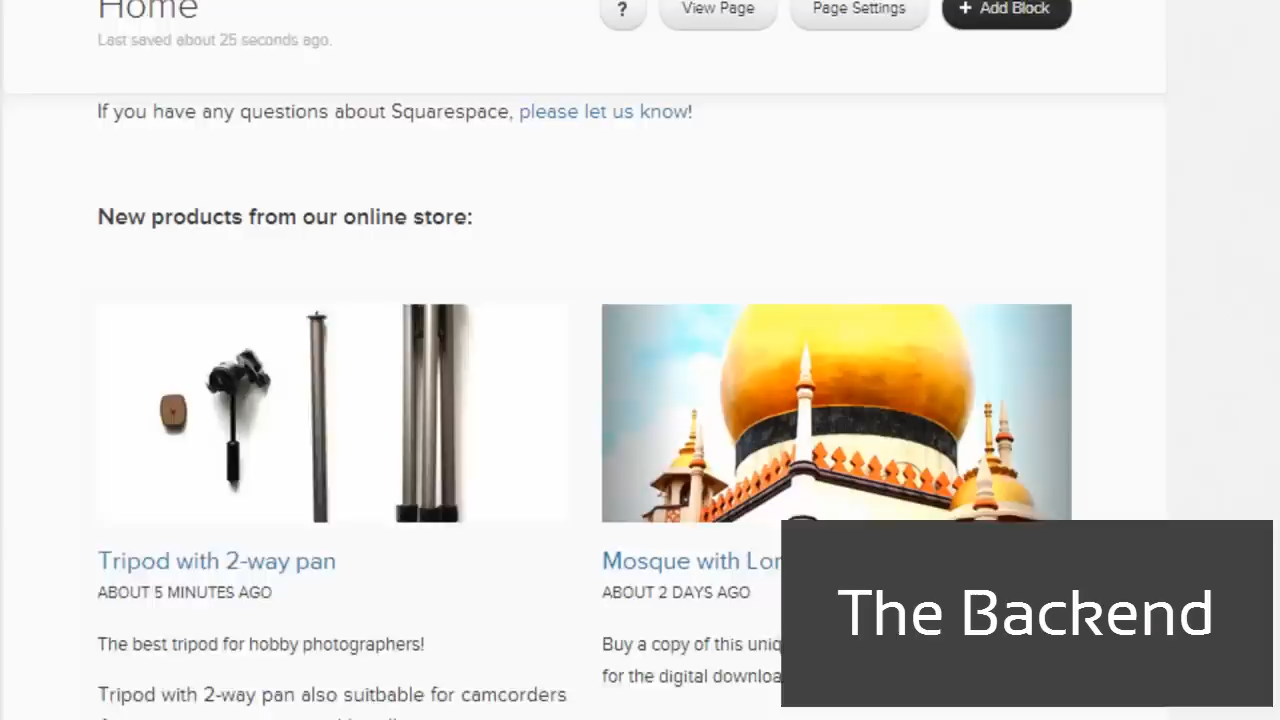 Home
? View Page Page Settings + Add Block
Last saved about 25 seconds ago.
If you have any questions about Squarespace, please let us know!
New products from our online store:
Tripod with 2-way pan
ABOUT 5 MINUTES AGO
The best tripod for hobby photographers!
Tripod with 2-way pan also suitbable for camcorders
Mosque with
ABOUT 2 DAYS AGO
Buy a copy of this
for the digital
The Backend